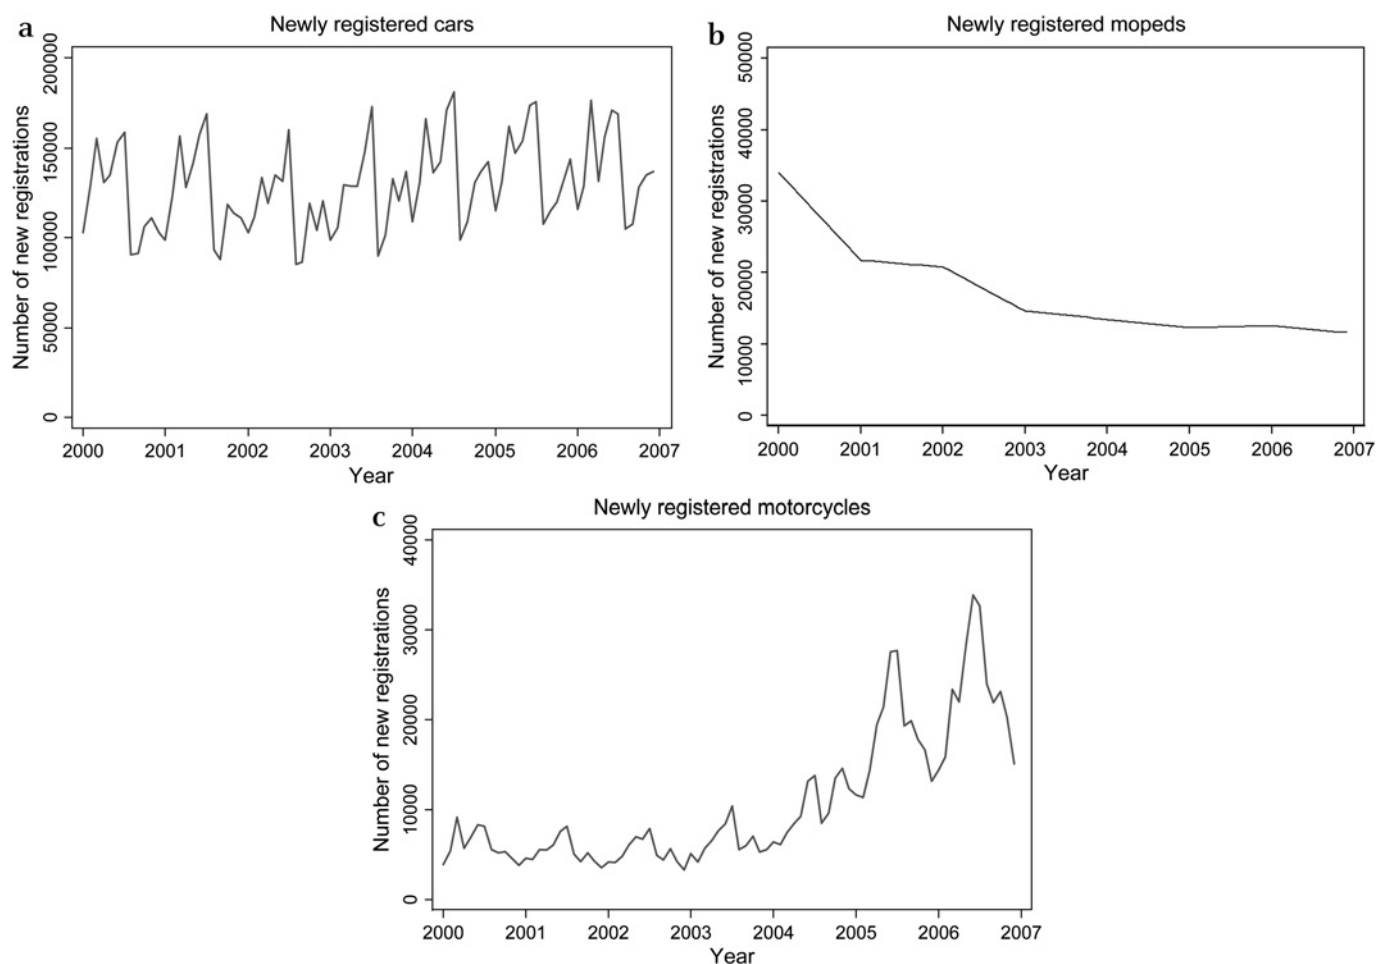 a
Newly registered cars
Number of new registrations
200000
150000
100000
50000
0
2000 2001 2002 2003 2004 2005 2006 2007
Year
b
Newly registered mopeds
Number of new registrations
50000
40000
30000
20000
10000
0
2000 2001 2002 2003 2004 2005 2006 2007
Year
c
Newly registered motorcycles
Number of new registrations
40000
30000
20000
10000
0
2000 2001 2002 2003 2004 2005 2006 2007
Year